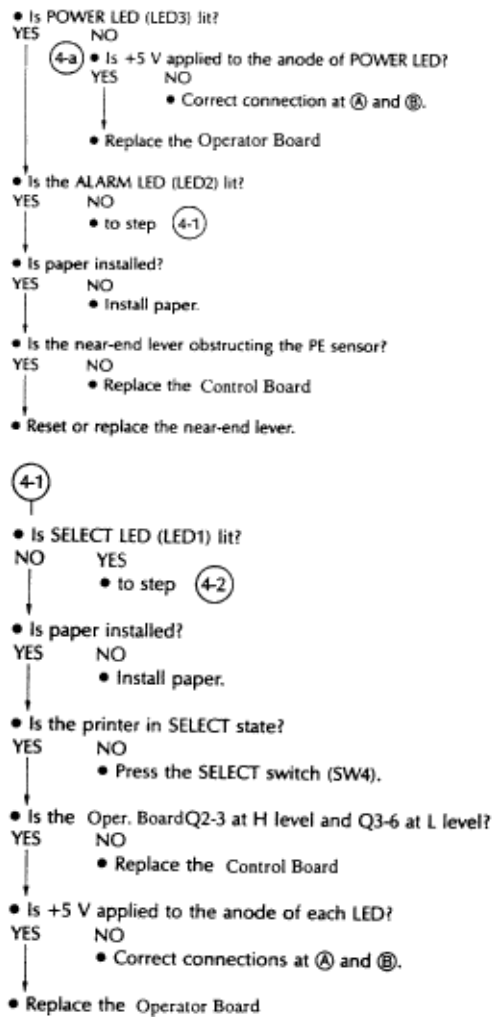 ● Is POWER LED (LED3) lit?
YES NO
4-a ● Is +5 V applied to the anode of POWER LED?
YES NO
● Correct connection at Ⓐ and Ⓑ.
● Replace the Operator Board
● Is the ALARM LED (LED2) lit?
YES NO
● to step 4-1
● Is paper installed?
YES NO
● Install paper.
● Is the near-end lever obstructing the PE sensor?
YES NO
● Replace the Control Board
● Reset or replace the near-end lever.
4-1
● Is SELECT LED (LED1) lit?
NO YES
● to step 4-2
● Is paper installed?
YES NO
● Install paper.
● Is the printer in SELECT state?
YES NO
● Press the SELECT switch (SW4).
● Is the Oper. BoardQ2-3 at H level and Q3-6 at L level?
YES NO
● Replace the Control Board
● Is +5 V applied to the anode of each LED?
YES NO
● Correct connections at Ⓐ and Ⓑ.
● Replace the Operator Board